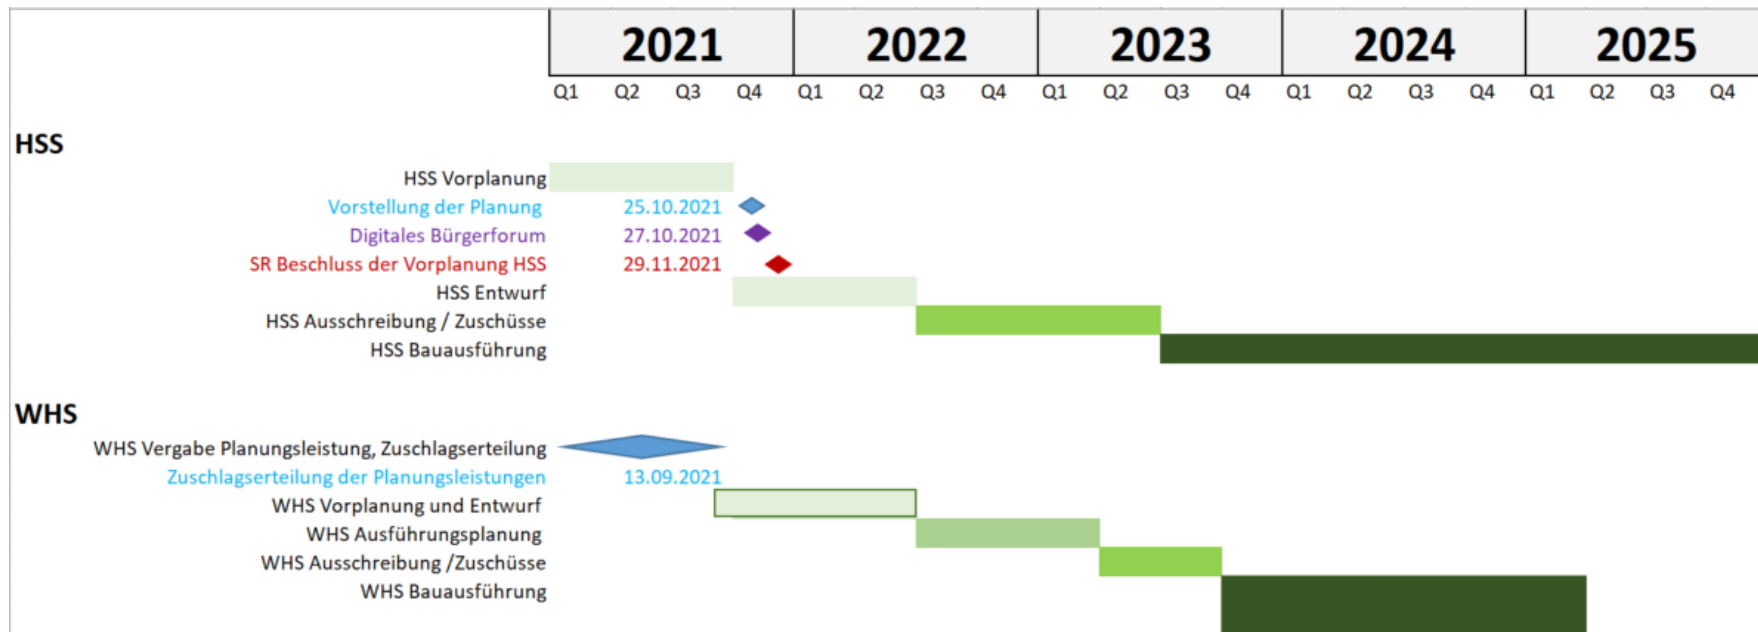 2021 2022 2023 2024 2025
Q1 Q2 Q3 Q4 Q1 Q2 Q3 Q4 Q1 Q2 Q3 Q4 Q1 Q2 Q3 Q4 Q1 Q2 Q3 Q4
HSS
HSS Vorplanung
Vorstellung der Planung 25.10.2021
Digitales Bürgerforum 27.10.2021
SR Beschluss der Vorplanung HSS 29.11.2021
HSS Entwurf
HSS Ausschreibung / Zuschüsse
HSS Bauausführung
WHS
WHS Vergabe Planungsleistung, Zuschlagserteilung
Zuschlagserteilung der Planungsleistungen 13.09.2021
WHS Vorplanung und Entwurf
WHS Ausführungsplanung
WHS Ausschreibung /Zuschüsse
WHS Bauausführung